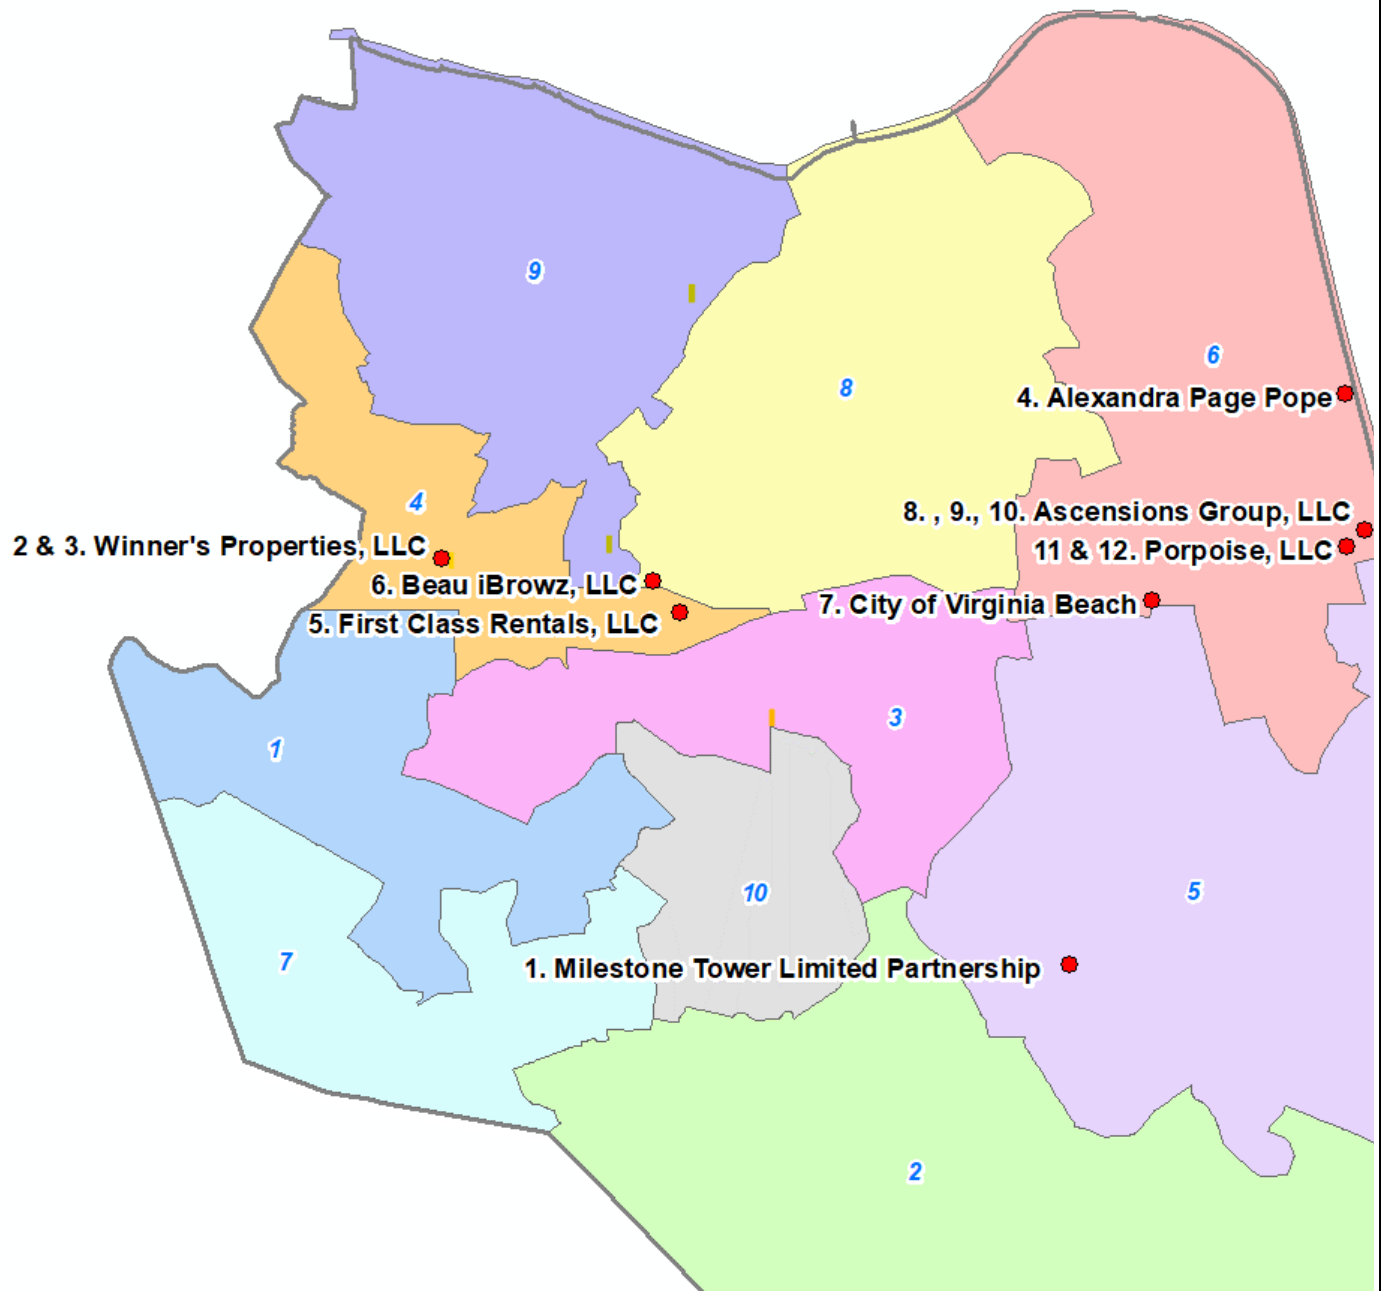 9
6
8
4. Alexandra Page Pope
4
8. , 9., 10. Ascensions Group, LLC
2 & 3. Winner's Properties, LLC
11 & 12. Porpoise, LLC
6. Beau iBrowz, LLC
7. City of Virginia Beach
5. First Class Rentals, LLC
3
1
10
5
7
1. Milestone Tower Limited Partnership
2